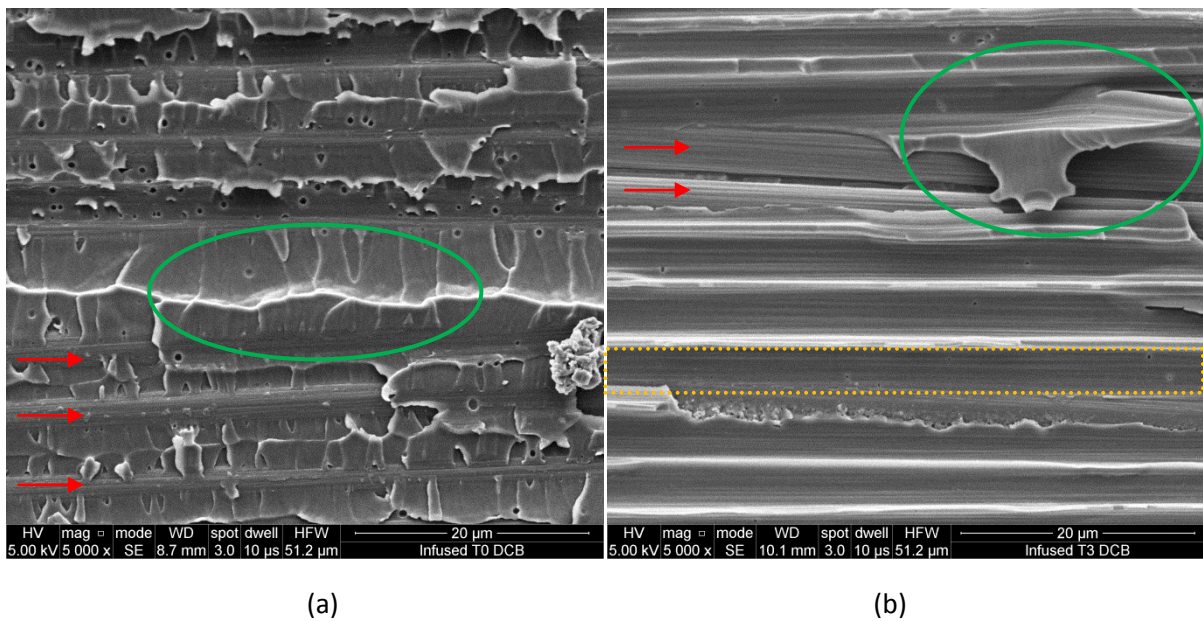 HV mag □ mode WD spot dwell HFW 20 µm
5.00 kV 5 000 x SE 8.7 mm 3.0 10 µs 51.2 µm Infused T0 DCB
HV mag □ mode WD spot dwell HFW 20 µm
5.00 kV 5 000 x SE 10.1 mm 3.0 10 µs 51.2 µm Infused T3 DCB
(a)
(b)